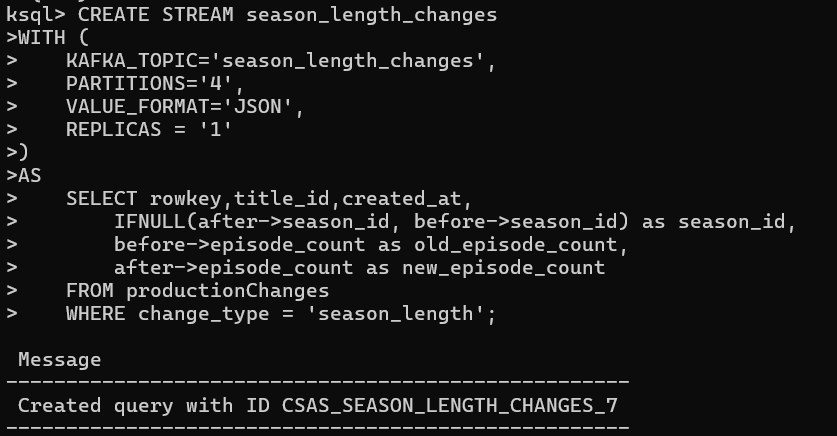 ksql> CREATE STREAM season_length_changes
>WITH (
>    KAFKA_TOPIC='season_length_changes',
>    PARTITIONS='4',
>    VALUE_FORMAT='JSON',
>    REPLICAS = '1'
>)
>AS
>    SELECT rowkey,title_id,created_at,
>        IFNULL(after->season_id, before->season_id) as season_id,
>        before->episode_count as old_episode_count,
>        after->episode_count as new_episode_count
>    FROM productionChanges
>    WHERE change_type = 'season_length';
 Message
----------------------------------------------------
 Created query with ID CSAS_SEASON_LENGTH_CHANGES_7
----------------------------------------------------